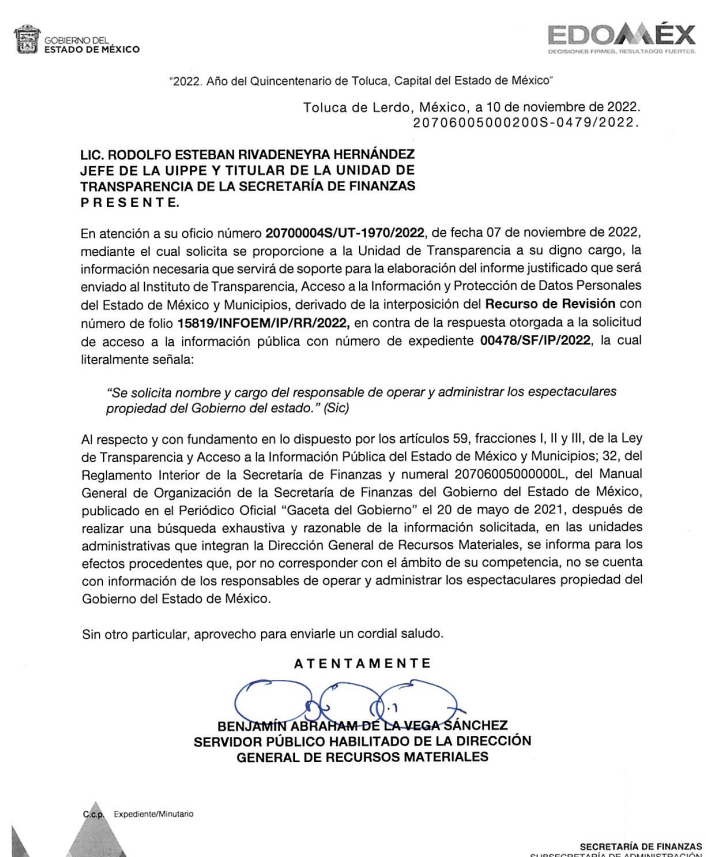 GOBIERNO DEL
ESTADO DE MÉXICO
EDOMÉX
DECISIONES FIRMES, RESULTADOS FUERTES.
"2022. Año del Quincentenario de Toluca, Capital del Estado de México"
Toluca de Lerdo, México, a 10 de noviembre de 2022.
20706005000200S-0479/2022.
LIC. RODOLFO ESTEBAN RIVADENEYRA HERNÁNDEZ
JEFE DE LA UIPPE Y TITULAR DE LA UNIDAD DE
TRANSPARENCIA DE LA SECRETARÍA DE FINANZAS
P R E S E N T E.
En atención a su oficio número 20700004S/UT-1970/2022, de fecha 07 de noviembre de 2022,
mediante el cual solicita se proporcione a la Unidad de Transparencia a su digno cargo, la
información necesaria que servirá de soporte para la elaboración del informe justificado que será
enviado al Instituto de Transparencia, Acceso a la Información y Protección de Datos Personales
del Estado de México y Municipios, derivado de la interposición del Recurso de Revisión con
número de folio 15819/INFOEM/IP/RR/2022, en contra de la respuesta otorgada a la solicitud
de acceso a la información pública con número de expediente 00478/SF/IP/2022, la cual
literalmente señala:
"Se solicita nombre y cargo del responsable de operar y administrar los espectaculares
propiedad del Gobierno del estado." (Sic)
Al respecto y con fundamento en lo dispuesto por los artículos 59, fracciones I, II y III, de la Ley
de Transparencia y Acceso a la Información Pública del Estado de México y Municipios; 32, del
Reglamento Interior de la Secretaría de Finanzas y numeral 20706005000000L, del Manual
General de Organización de la Secretaría de Finanzas del Gobierno del Estado de México,
publicado en el Periódico Oficial "Gaceta del Gobierno" el 20 de mayo de 2021, después de
realizar una búsqueda exhaustiva y razonable de la información solicitada, en las unidades
administrativas que integran la Dirección General de Recursos Materiales, se informa para los
efectos procedentes que, por no corresponder con el ámbito de su competencia, no se cuenta
con información de los responsables de operar y administrar los espectaculares propiedad del
Gobierno del Estado de México.
Sin otro particular, aprovecho para enviarle un cordial saludo.
A T E N T A M E N T E
BENJAMÍN ABRAHAM DE LA VEGA SÁNCHEZ
SERVIDOR PÚBLICO HABILITADO DE LA DIRECCIÓN
GENERAL DE RECURSOS MATERIALES
C.c.p. Expediente/Minutario
SECRETARÍA DE FINANZAS
SUBSECRETARÍA DE ADMINISTRACIÓN